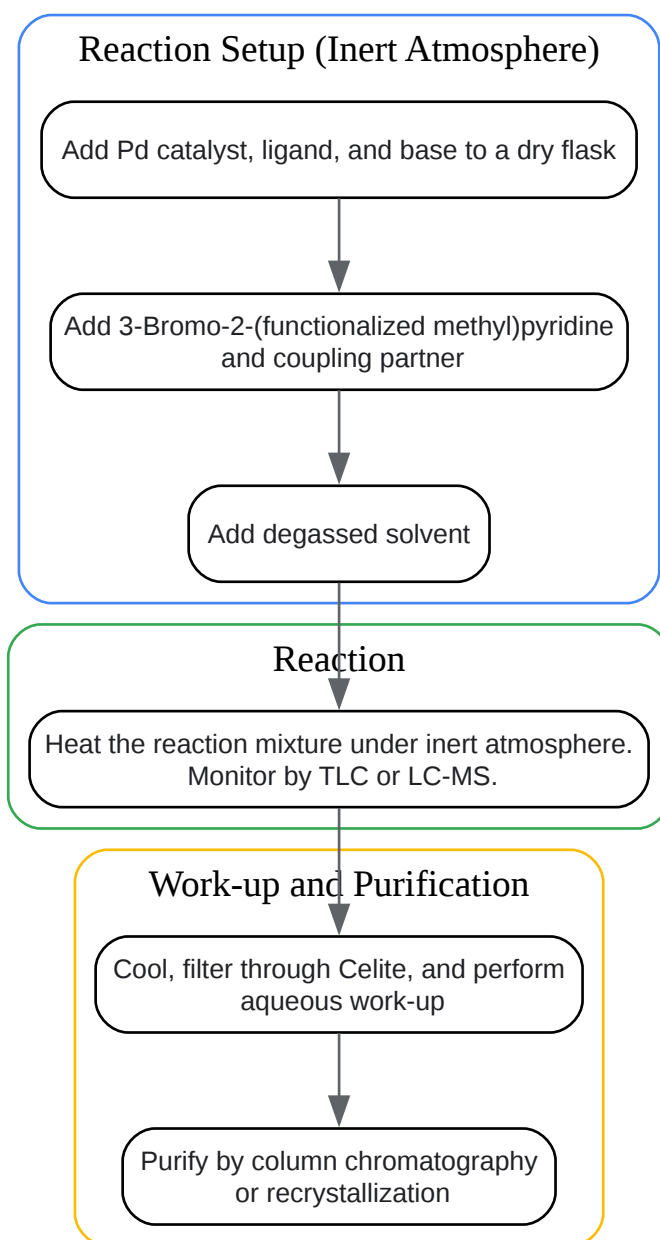 Reaction Setup (Inert Atmosphere)
Add Pd catalyst, ligand, and base to a dry flask
Add 3-Bromo-2-(functionalized methyl)pyridine
and coupling partner
Add degassed solvent
Reaction
Heat the reaction mixture under inert atmosphere.
Monitor by TLC or LC-MS.
Work-up and Purification
Cool, filter through Celite, and perform
aqueous work-up
Purify by column chromatography
or recrystallization